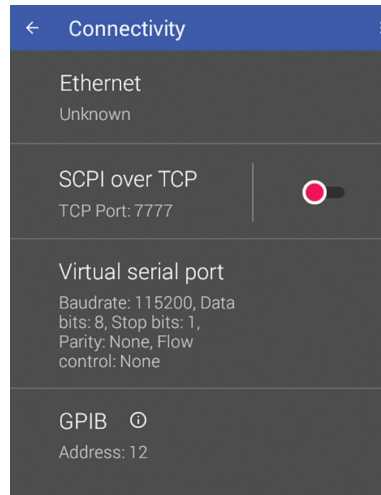 Connectivity
Ethernet
Unknown
SCPI over TCP
TCP Port: 7777
Virtual serial port
Baudrate: 115200, Data
bits: 8, Stop bits: 1,
Parity: None, Flow
control: None
GPIB
Address: 12